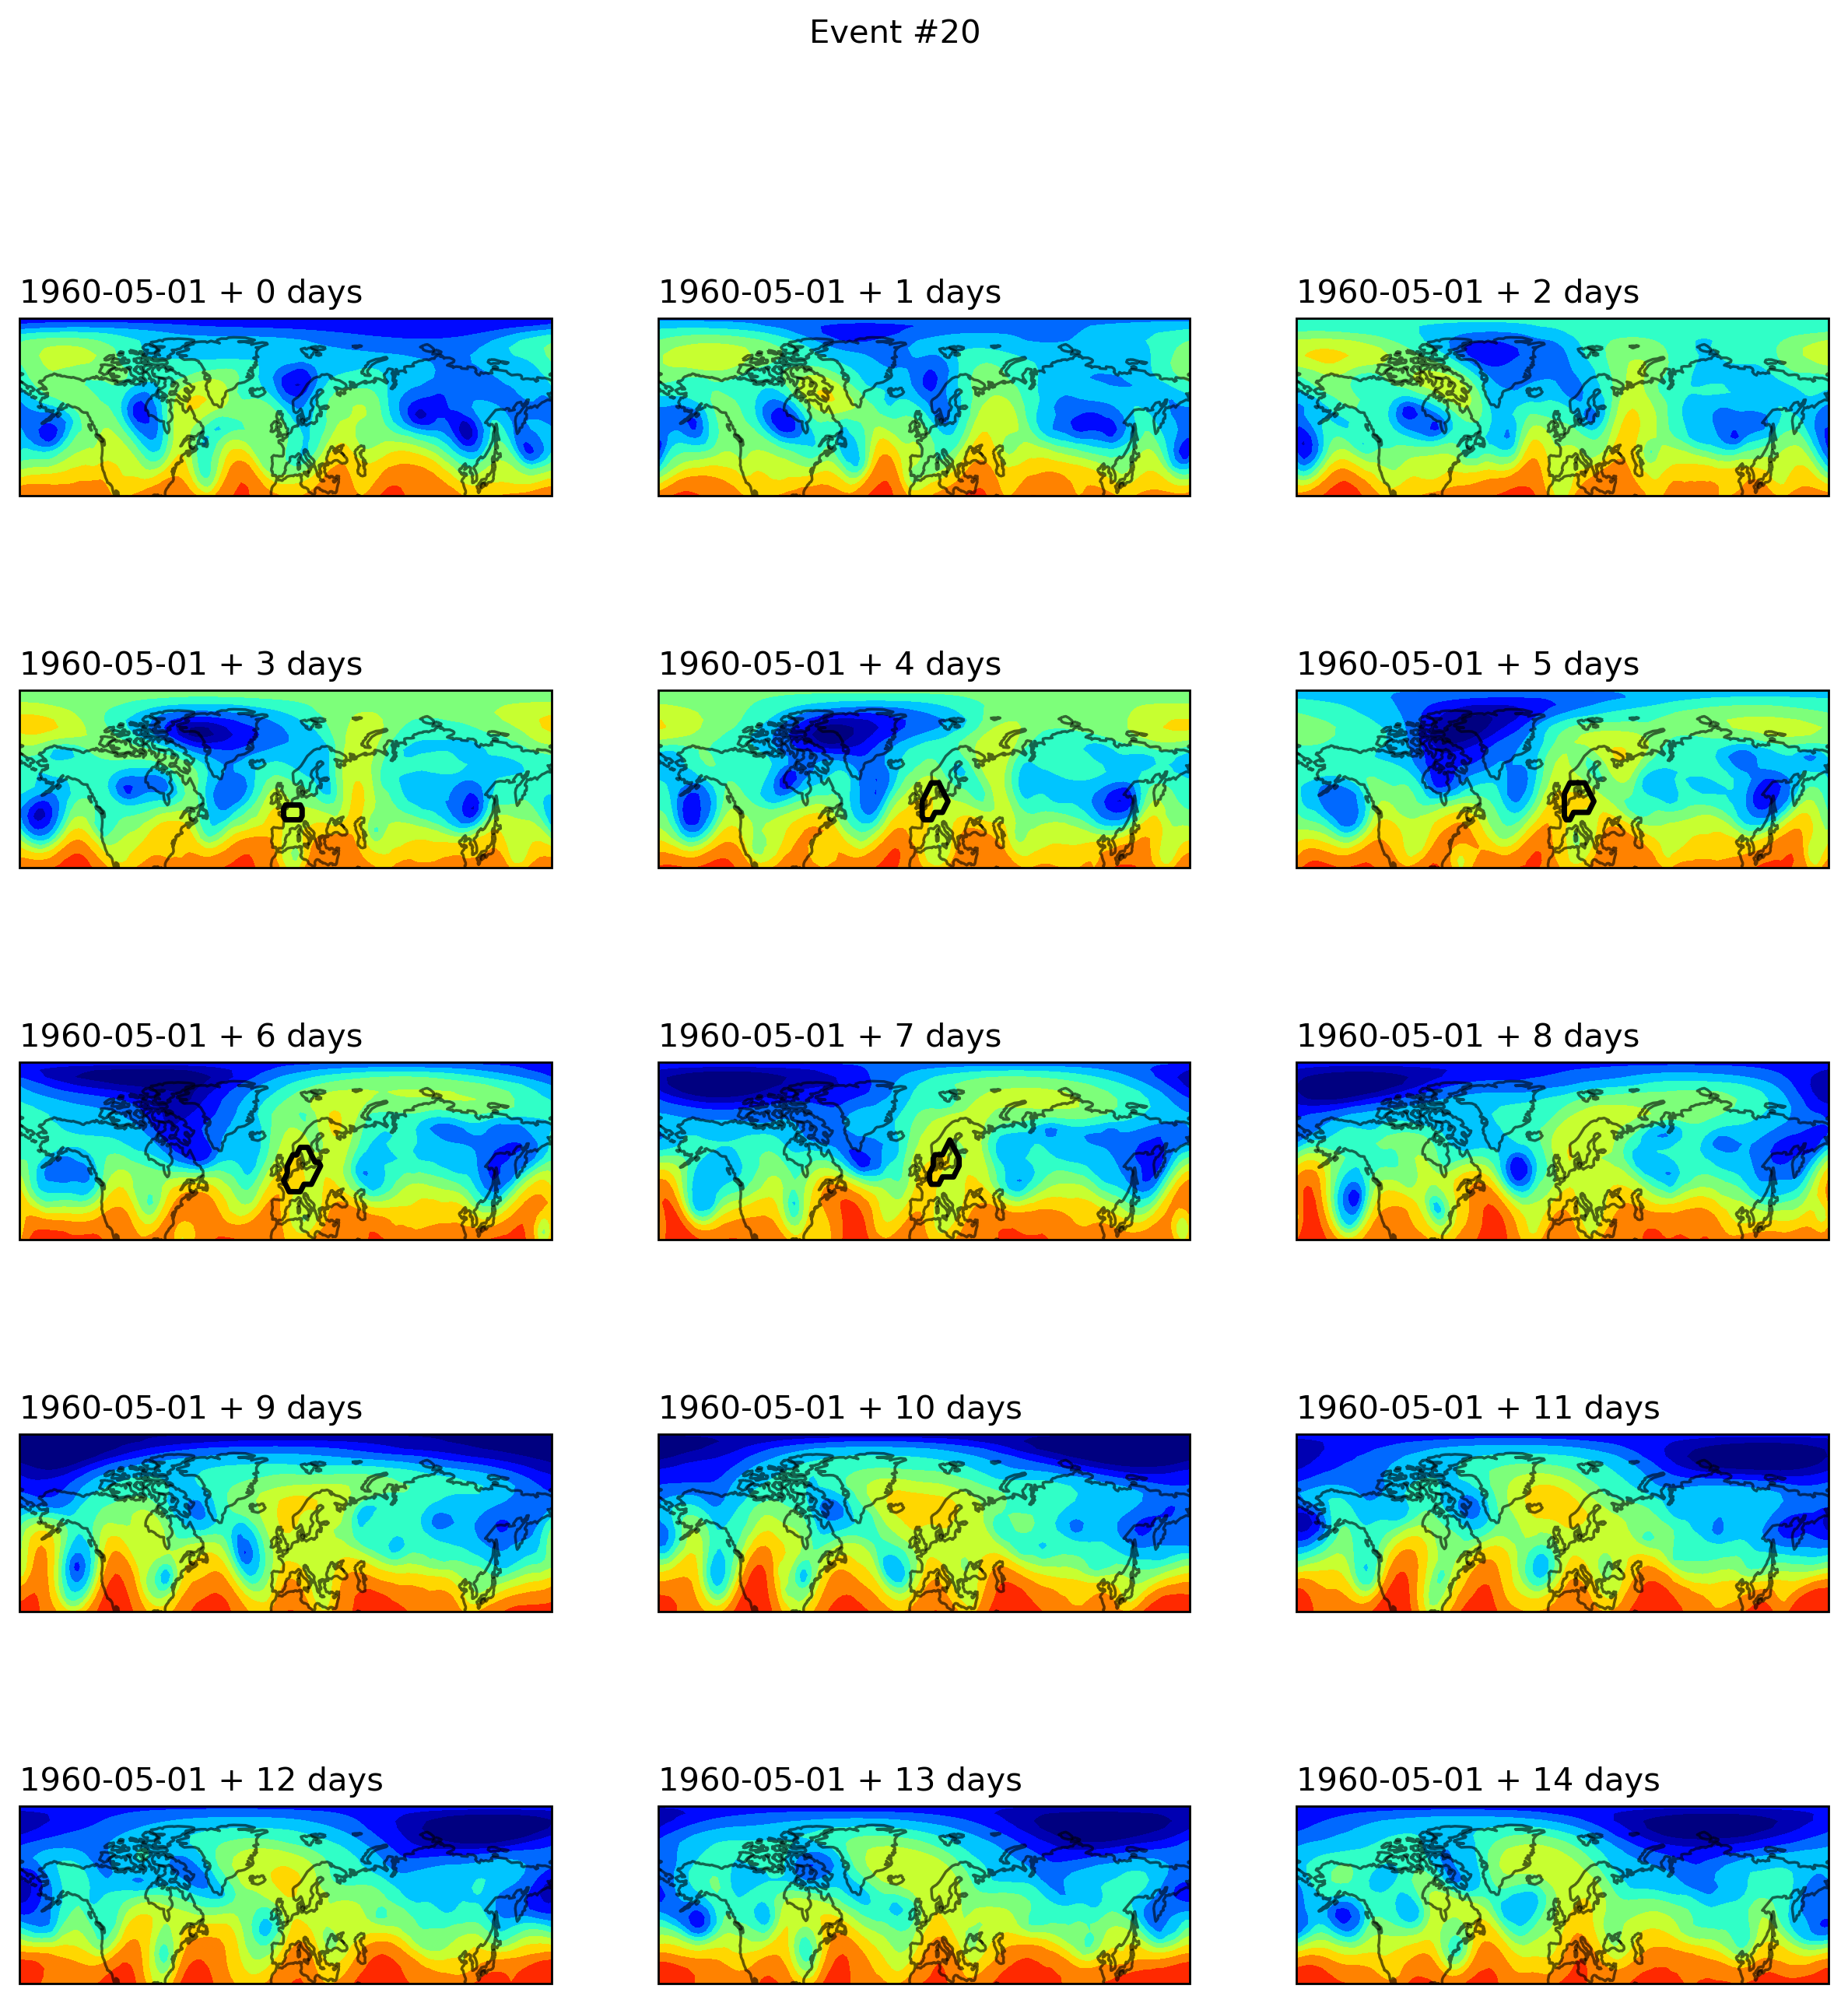 Event #20
1960-05-01 + 0 days
1960-05-01 + 1 days
1960-05-01 + 2 days
1960-05-01 + 3 days
1960-05-01 + 4 days
1960-05-01 + 5 days
1960-05-01 + 6 days
1960-05-01 + 7 days
1960-05-01 + 8 days
1960-05-01 + 9 days
1960-05-01 + 10 days
1960-05-01 + 11 days
1960-05-01 + 12 days
1960-05-01 + 13 days
1960-05-01 + 14 days